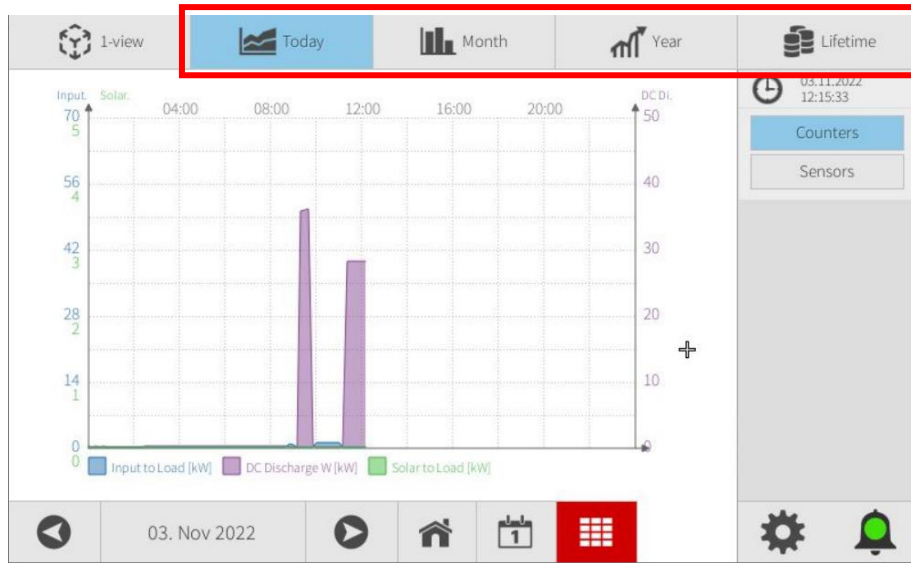 1-view
Today
Month
Year
Lifetime
03.11.2022
12:15:33
Counters
Sensors
Input. Solar. DC Di.
04:00 08:00 12:00 16:00 20:00
70 50
5
56 40
4
42 30
3
28 20
2
14 10
1
0 0
0
Input to Load [kW] DC Discharge W [kW] Solar to Load [kW]
03. Nov 2022
1